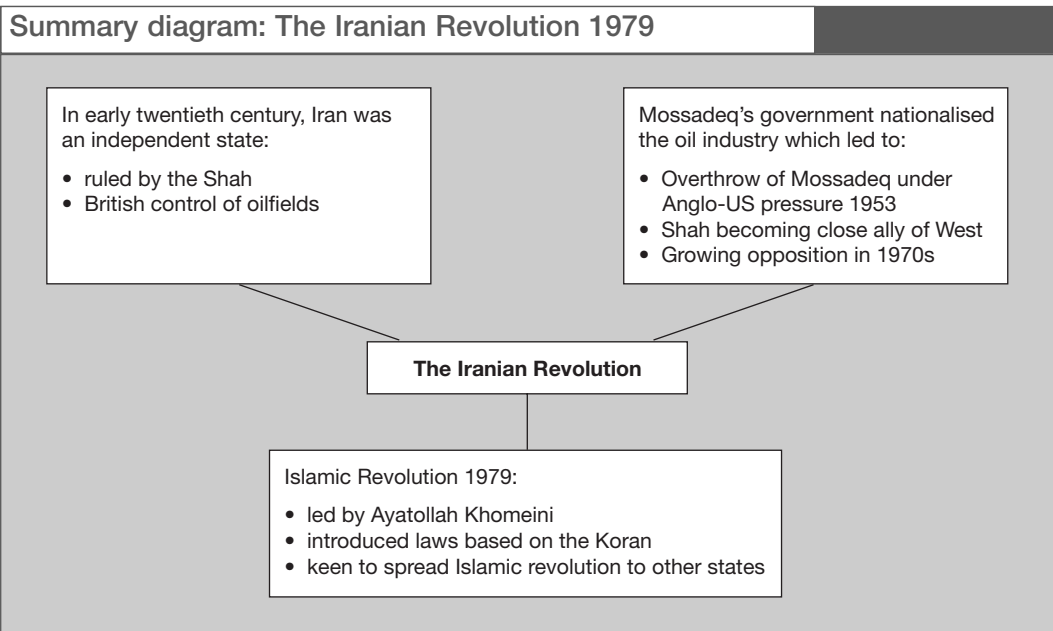 Summary diagram: The Iranian Revolution 1979
In early twentieth century, Iran was
an independent state:
• ruled by the Shah
• British control of oilfields
Mossadeq's government nationalised
the oil industry which led to:
• Overthrow of Mossadeq under
Anglo-US pressure 1953
• Shah becoming close ally of West
• Growing opposition in 1970s
The Iranian Revolution
Islamic Revolution 1979:
• led by Ayatollah Khomeini
• introduced laws based on the Koran
• keen to spread Islamic revolution to other states